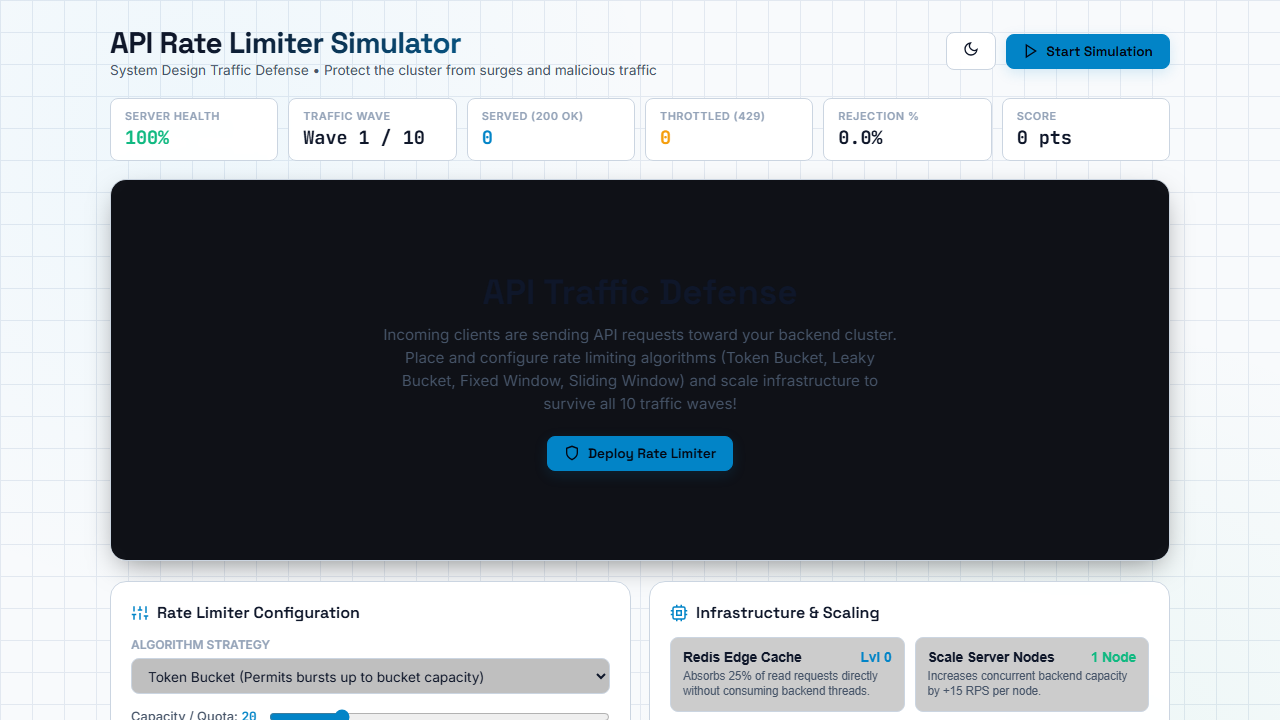 API Rate Limiter Simulator
System Design Traffic Defense • Protect the cluster from surges and malicious traffic
Start Simulation
SERVER HEALTH
100%
TRAFFIC WAVE
Wave 1 / 10
SERVED (200 OK)
0
THROTTLED (429)
0
REJECTION %
0.0%
SCORE
0 pts
API Traffic Defense
Incoming clients are sending API requests toward your backend cluster.
Place and configure rate limiting algorithms (Token Bucket, Leaky
Bucket, Fixed Window, Sliding Window) and scale infrastructure to
survive all 10 traffic waves!
Deploy Rate Limiter
Rate Limiter Configuration
ALGORITHM STRATEGY
Token Bucket (Permits bursts up to bucket capacity)
Capacity / Quota: 20
Infrastructure & Scaling
Redis Edge Cache Lvl 0
Absorbs 25% of read requests directly
without consuming backend threads.
Scale Server Nodes 1 Node
Increases concurrent backend capacity
by +15 RPS per node.